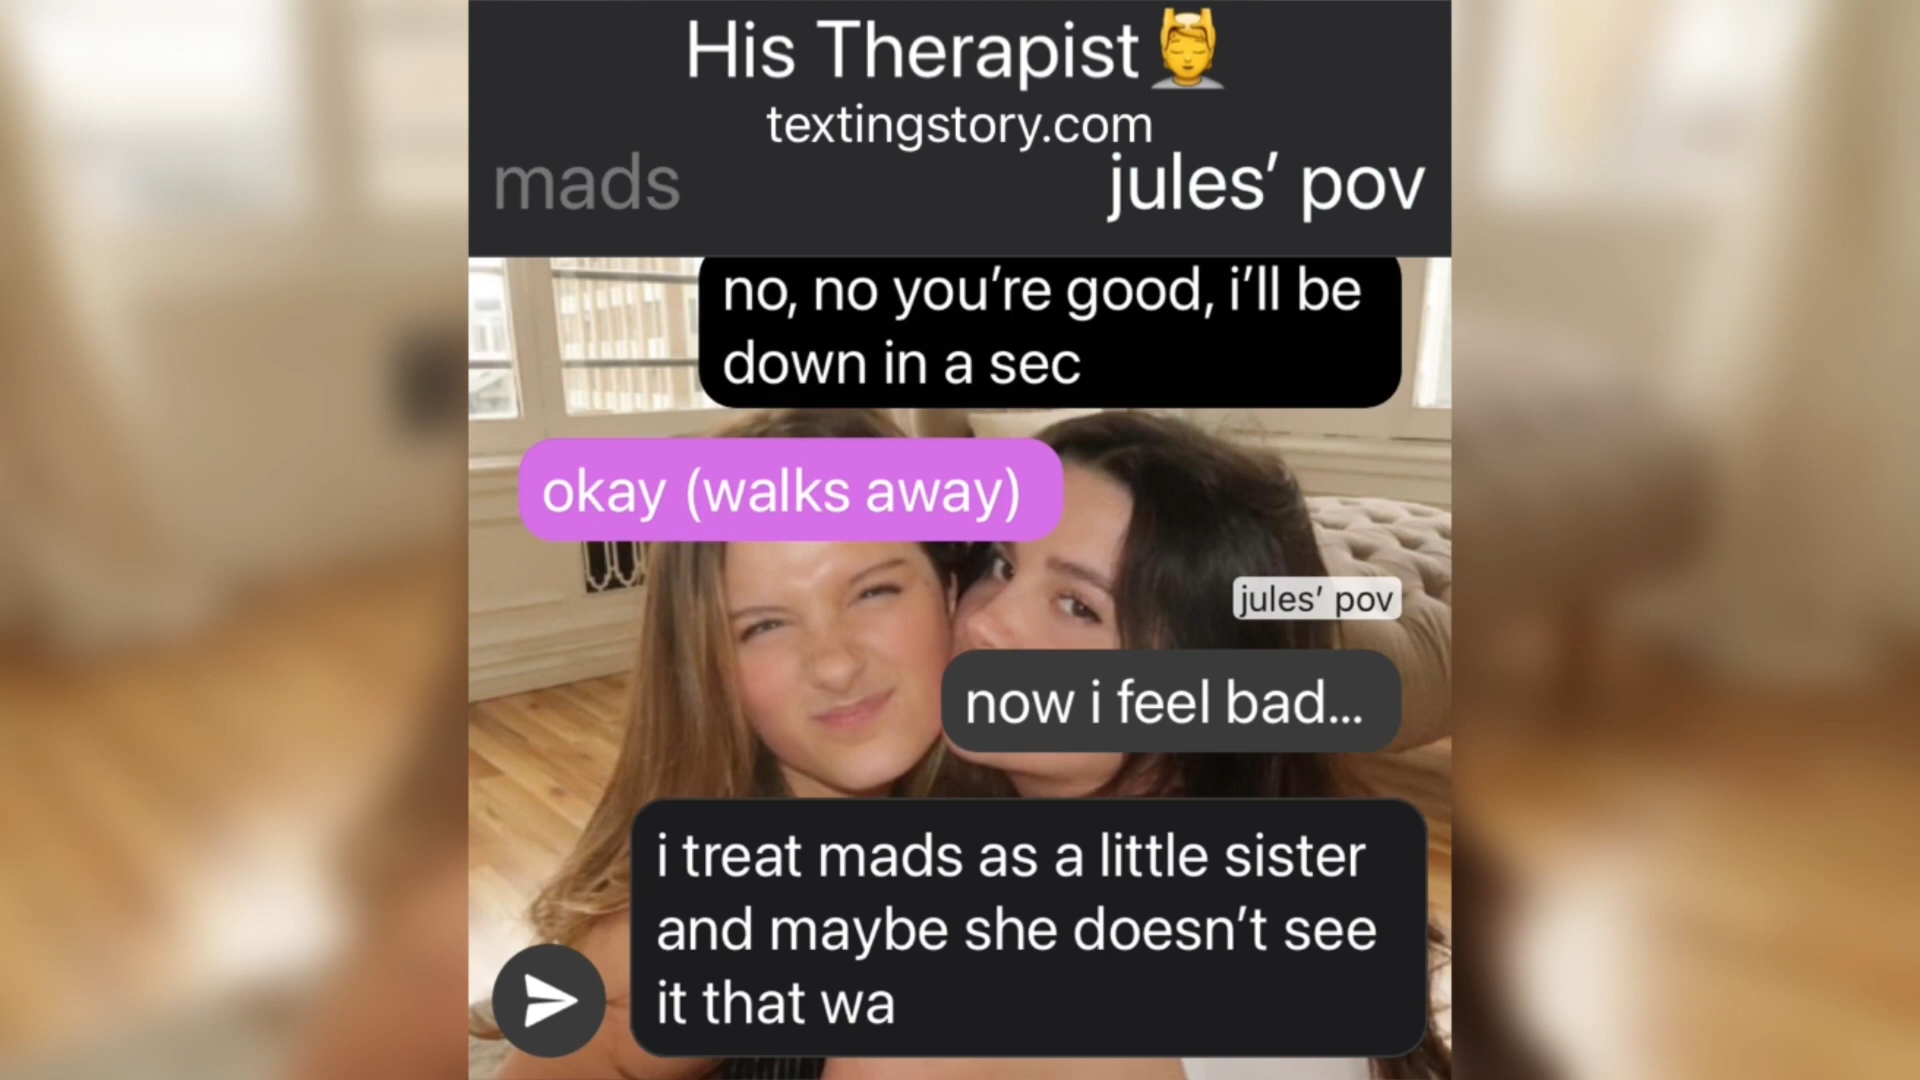 His Therapist💆
textingstory.com
mads
jules’ pov
no, no you’re good, i’ll be
down in a sec
okay (walks away)
jules’ pov
now i feel bad...
i treat mads as a little sister
and maybe she doesn’t see
it that wa